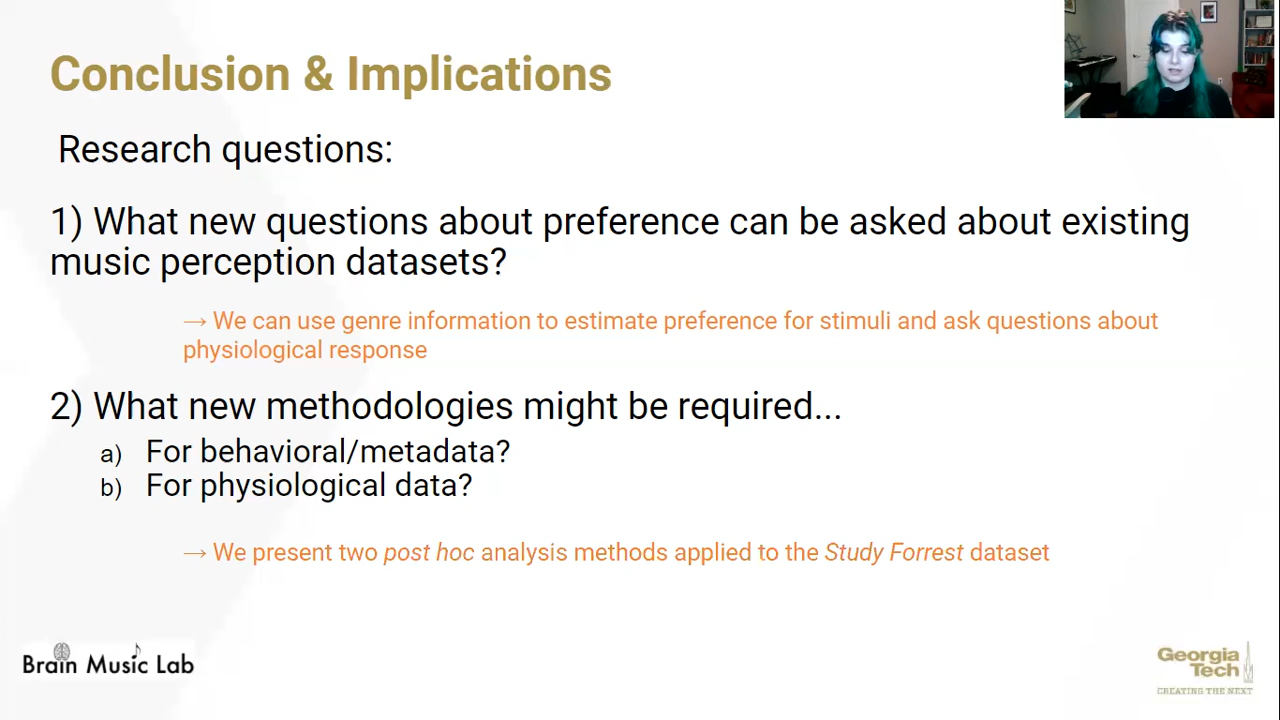 Conclusion & Implications
Research questions:
1) What new questions about preference can be asked about existing
music perception datasets?
→ We can use genre information to estimate preference for stimuli and ask questions about
physiological response
2) What new methodologies might be required...
a) For behavioral/metadata?
b) For physiological data?
→ We present two post hoc analysis methods applied to the Study Forrest dataset
Brain Music Lab
Georgia
Tech
CREATING THE NEXT